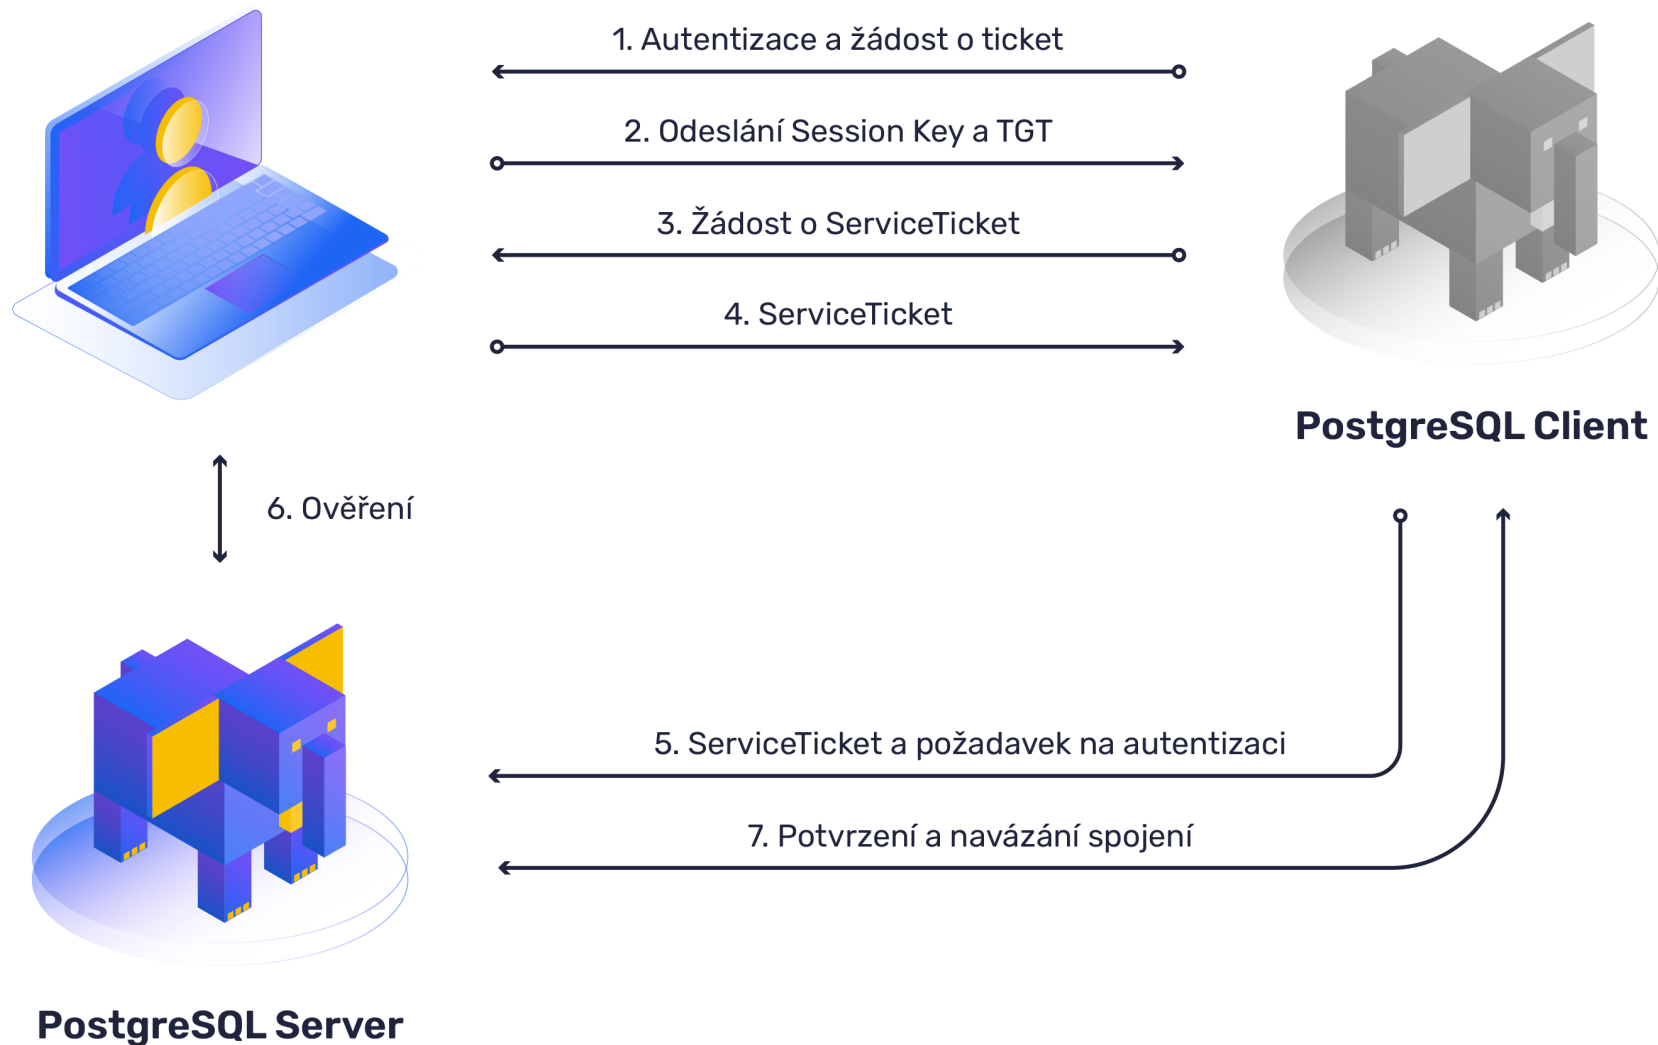 1. Autentizace a žádost o ticket
2. Odeslání Session Key a TGT
3. Žádost o ServiceTicket
4. ServiceTicket
PostgreSQL Client
6. Ověření
5. ServiceTicket a požadavek na autentizaci
7. Potvrzení a navázání spojení
PostgreSQL Server